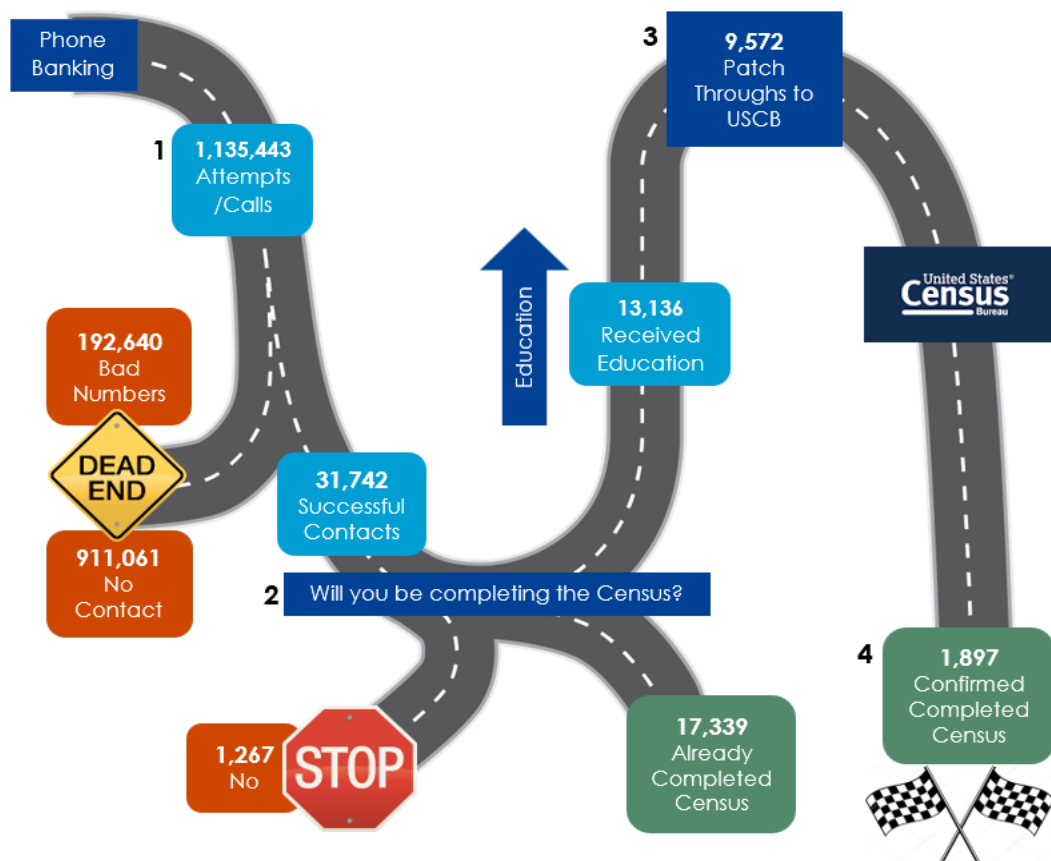 Phone
Banking
1
1,135,443
Attempts
/Calls
192,640
Bad
Numbers
DEAD
END
911,061
No
Contact
31,742
Successful
Contacts
2
Will you be completing the Census?
1,267
No
STOP
17,339
Already
Completed
Census
Education
13,136
Received
Education
3
9,572
Patch
Throughs to
USCB
United States®
Census
Bureau
4
1,897
Confirmed
Completed
Census